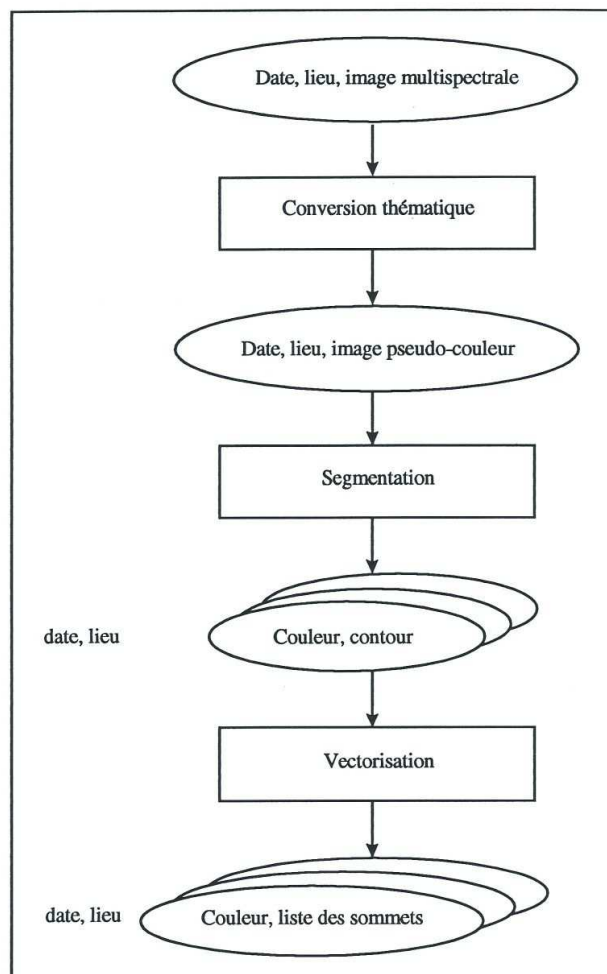 Date, lieu, image multispectrale
Conversion thématique
Date, lieu, image pseudo-couleur
Segmentation
date, lieu
Couleur, contour
Vectorisation
date, lieu
Couleur, liste des sommets